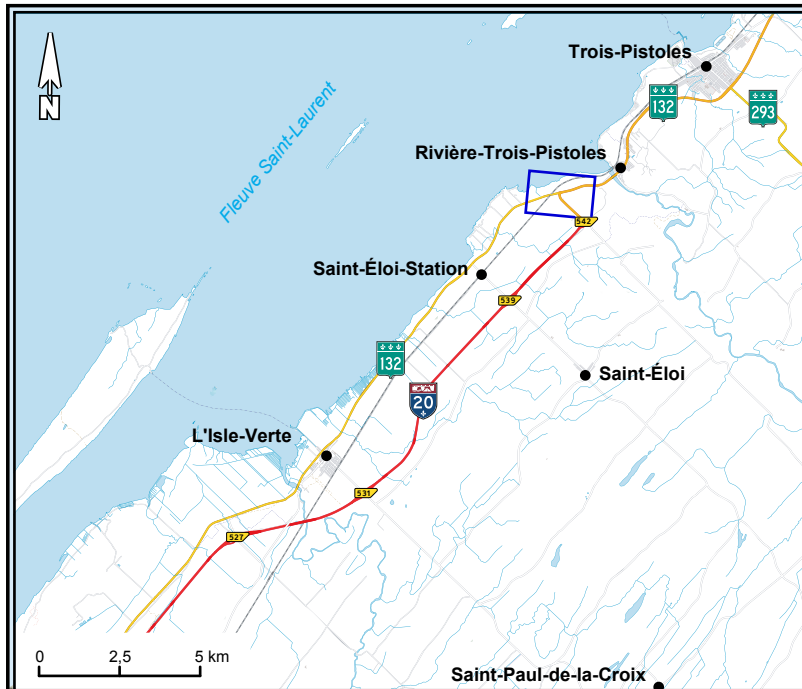 Trois-Pistoles
132
293
Rivière-Trois-Pistoles
Fleuve Saint-Laurent
N
542
Saint-Éloi-Station
539
132
Saint-Éloi
20
L'Isle-Verte
531
527
0 2,5 5 km
Saint-Paul-de-la-Croix